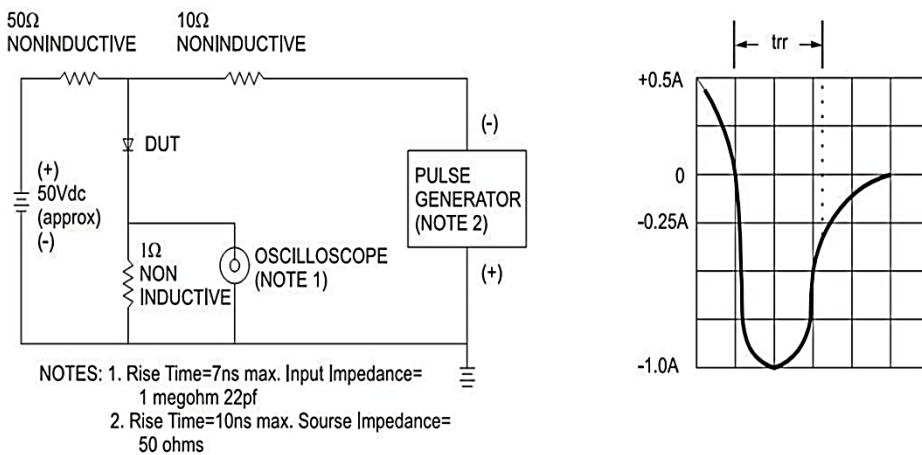 50Ω
NONINDUCTIVE
10Ω
NONINDUCTIVE
DUT
(+)
50Vdc
(approx)
(-)
1Ω
NON
INDUCTIVE
OSCILLOSCOPE
(NOTE 1)
(-)
PULSE
GENERATOR
(NOTE 2)
(+)
NOTES: 1. Rise Time=7ns max. Input Impedance=
1 megohm 22pf
2. Rise Time=10ns max. Sourse Impedance=
50 ohms
trr
+0.5A
0
-0.25A
-1.0A